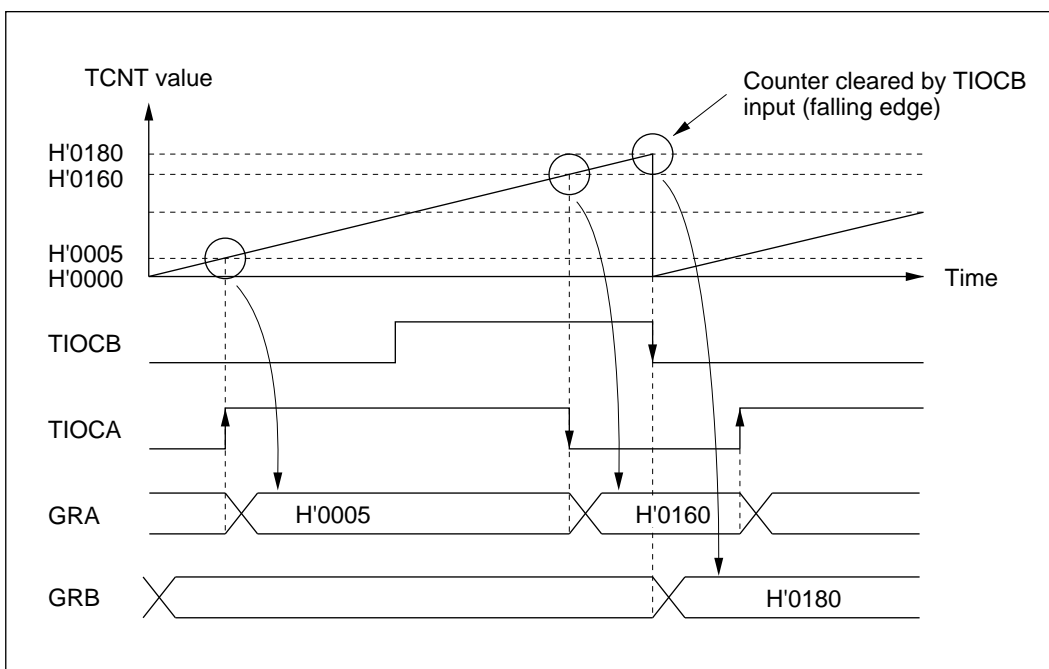 TCNT value
Counter cleared by TIOCB
input (falling edge)
H'0180
H'0160
H'0005
H'0000
Time
TIOCB
TIOCA
GRA
H'0005
H'0160
GRB
H'0180